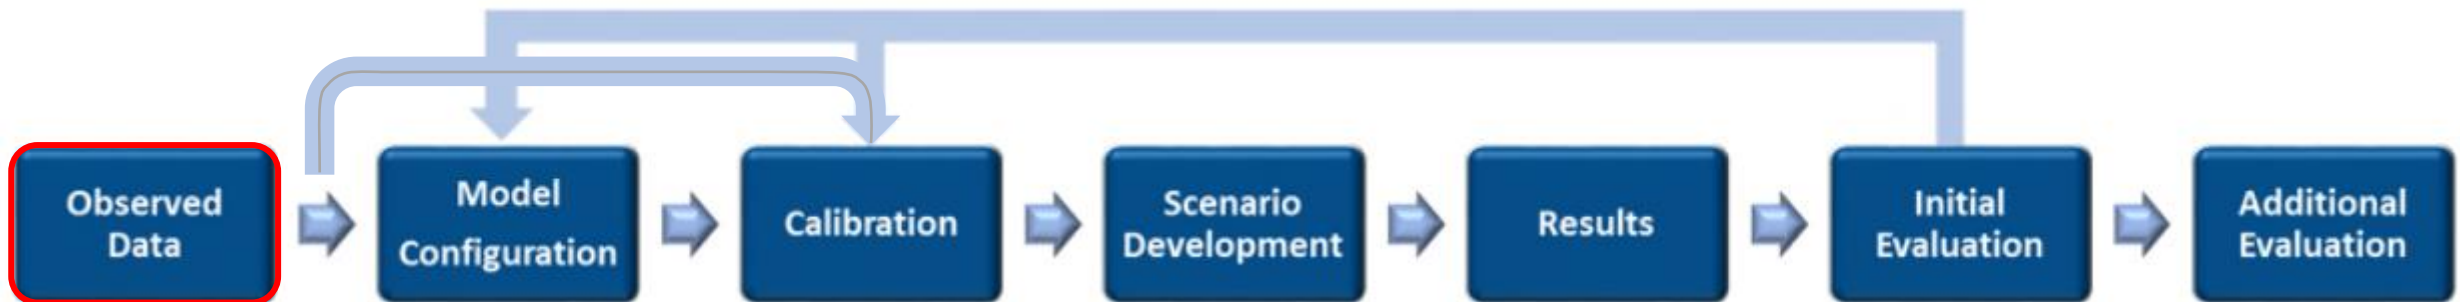 Observed
Data
Model
Configuration
Calibration
Scenario
Development
Results
Initial
Evaluation
Additional
Evaluation